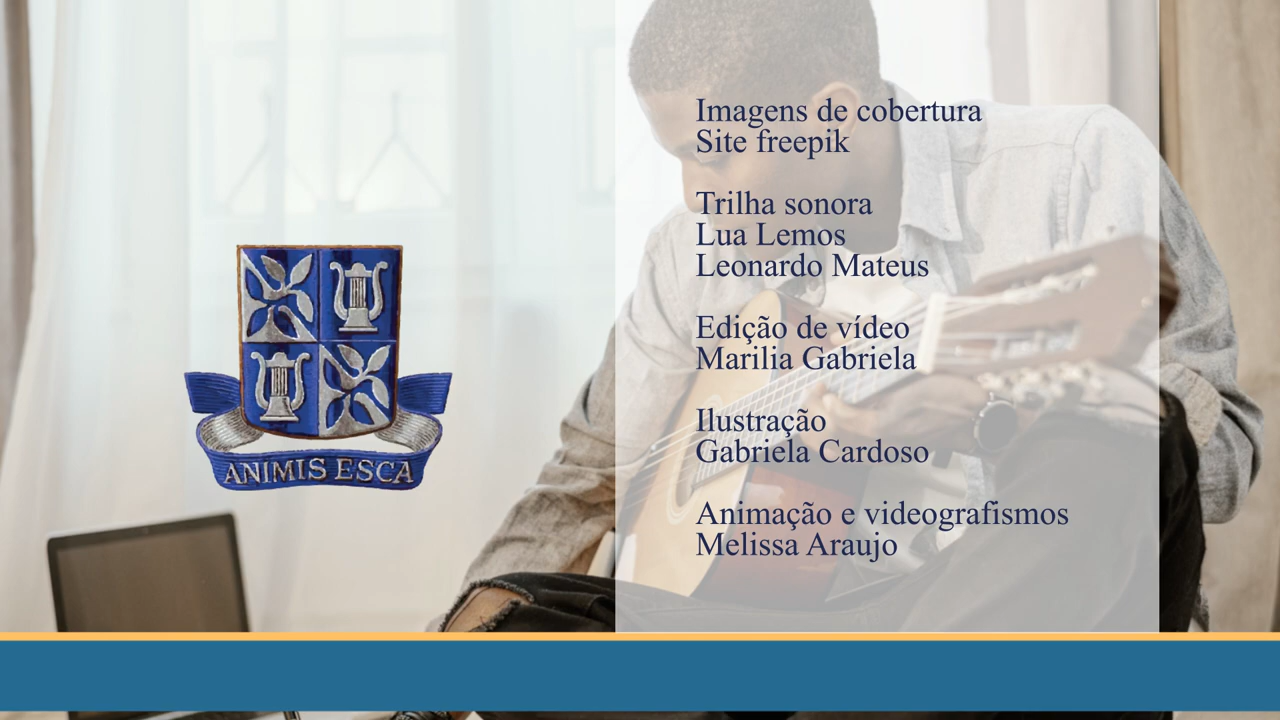 ANIMIS ESCA
Imagens de cobertura
Site freepik
Trilha sonora
Lua Lemos
Leonardo Mateus
Edição de vídeo
Marilia Gabriela
Ilustração
Gabriela Cardoso
Animação e videografismos
Melissa Araujo